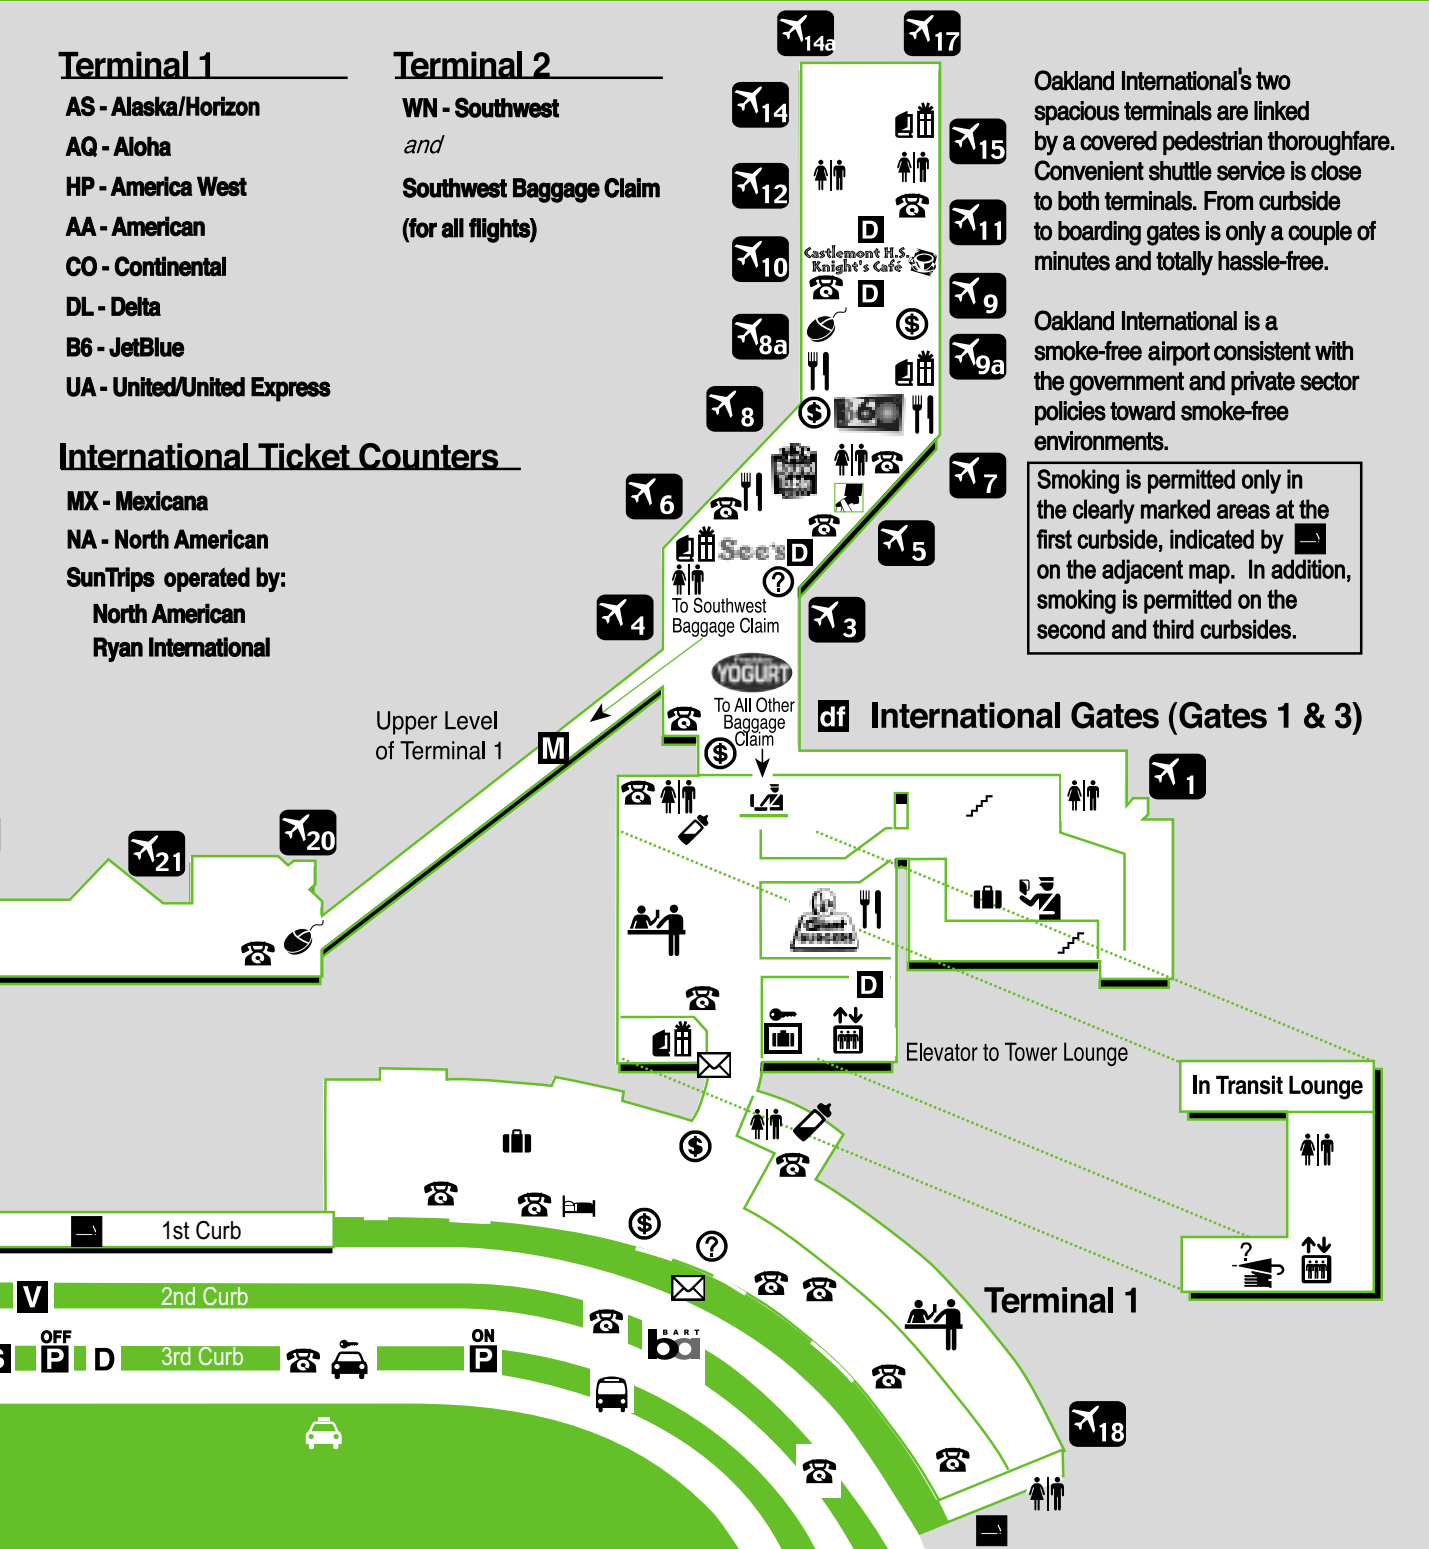 Terminal 1
AS - Alaska/Horizon
AQ - Aloha
HP - America West
AA - American
CO - Continental
DL - Delta
B6 - JetBlue
UA - United/United Express
International Ticket Counters
MX - Mexicana
NA - North American
SunTrips operated by:
North American
Ryan International
Terminal 2
WN - Southwest
and
Southwest Baggage Claim
(for all flights)
Oakland International's two
spacious terminals are linked
by a covered pedestrian thoroughfare.
Convenient shuttle service is close
to both terminals. From curbside
to boarding gates is only a couple of
minutes and totally hassle-free.
Oakland International is a
smoke-free airport consistent with
the government and private sector
policies toward smoke-free
environments.
Smoking is permitted only in
the clearly marked areas at the
first curbside, indicated by
on the adjacent map. In addition,
smoking is permitted on the
second and third curbsides.
14a
17
14
15
12
11
D
Castlemont H.S.
Knight's Café
10
D
9
8a
$
9a
8
$
7
6
5
See's
D
?
4
3
To Southwest
Baggage Claim
YOGURT
To All Other
Baggage
Claim
$
df International Gates (Gates 1 & 3)
Upper Level
of Terminal 1
M
1
20
21
D
Elevator to Tower Lounge
In Transit Lounge
$
$
?
?
1st Curb
V
2nd Curb
OFF
P
D
3rd Curb
ON
P
BART
ba
Terminal 1
18